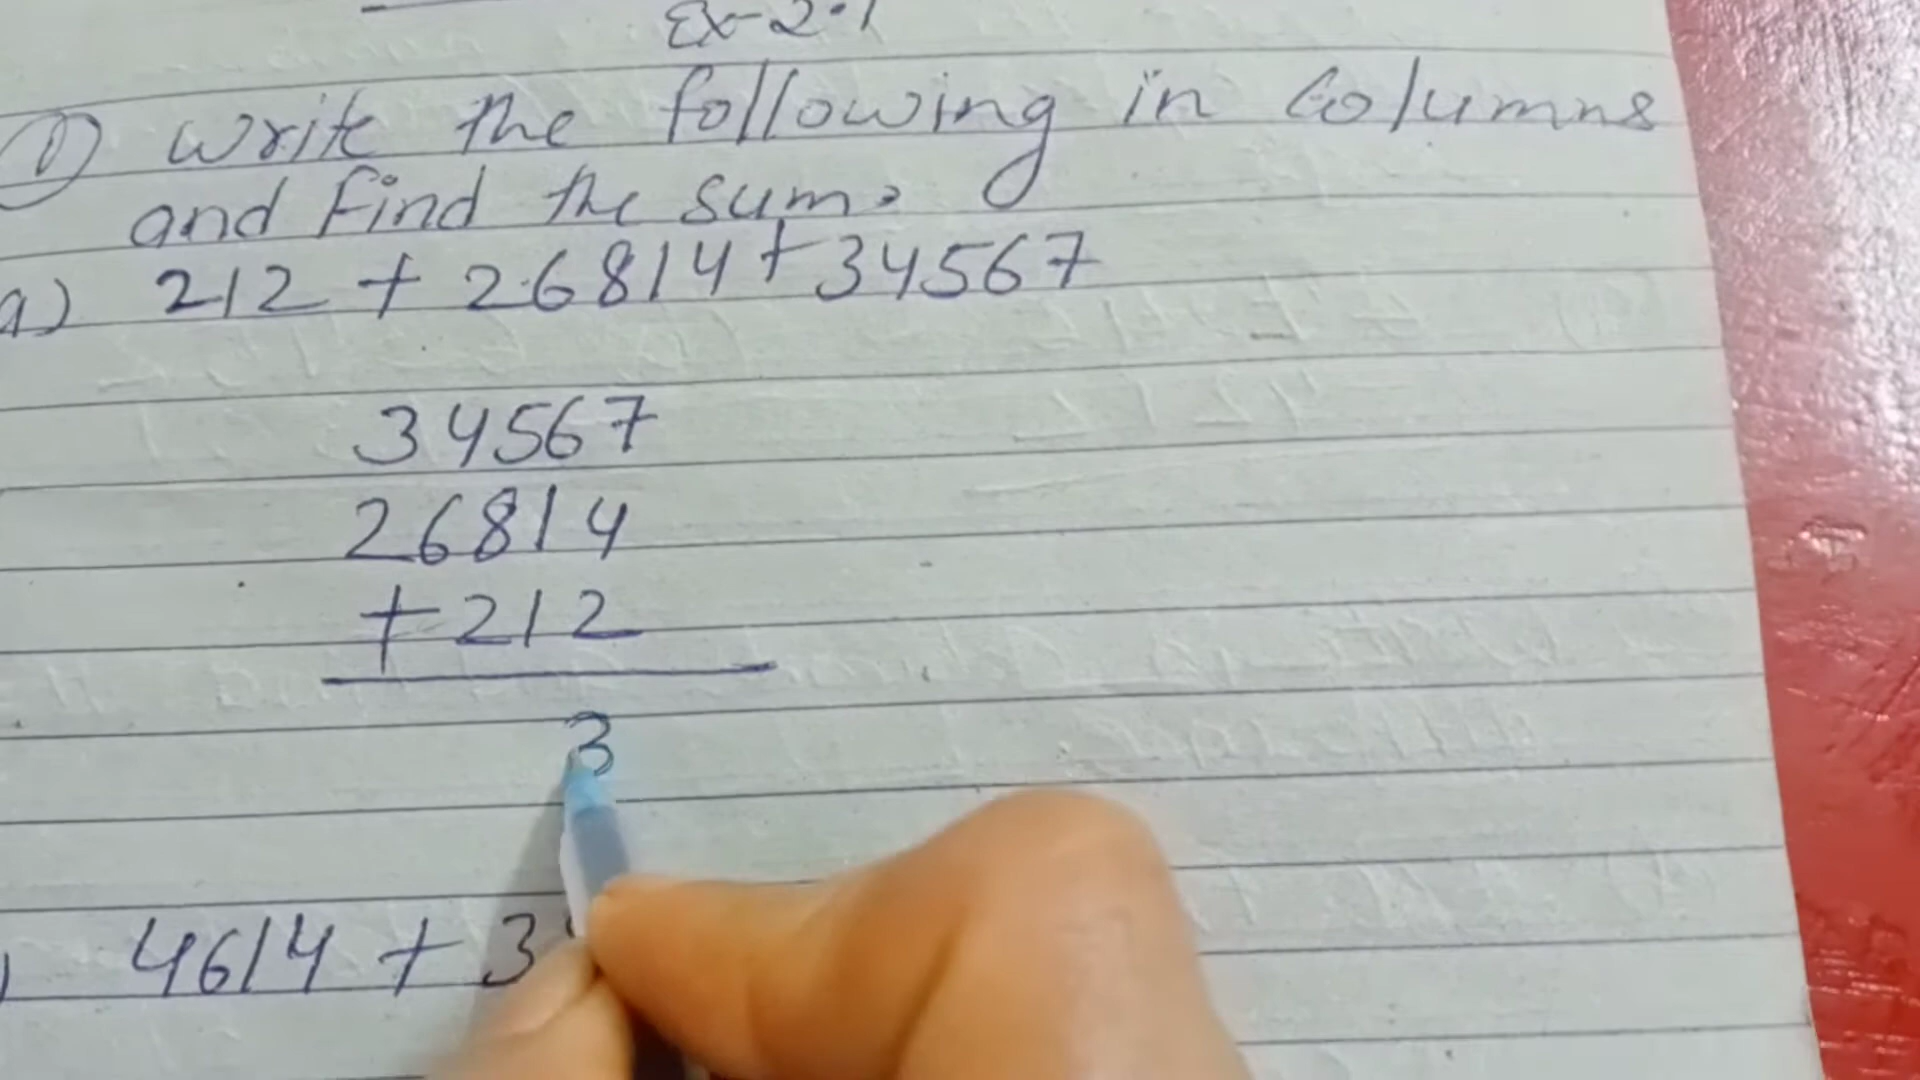 Ex-2.1
① Write the following in Columns
and Find the sum.
a) 212 + 26814 + 34567
34567
26814
+ 212
3
4614 + 3